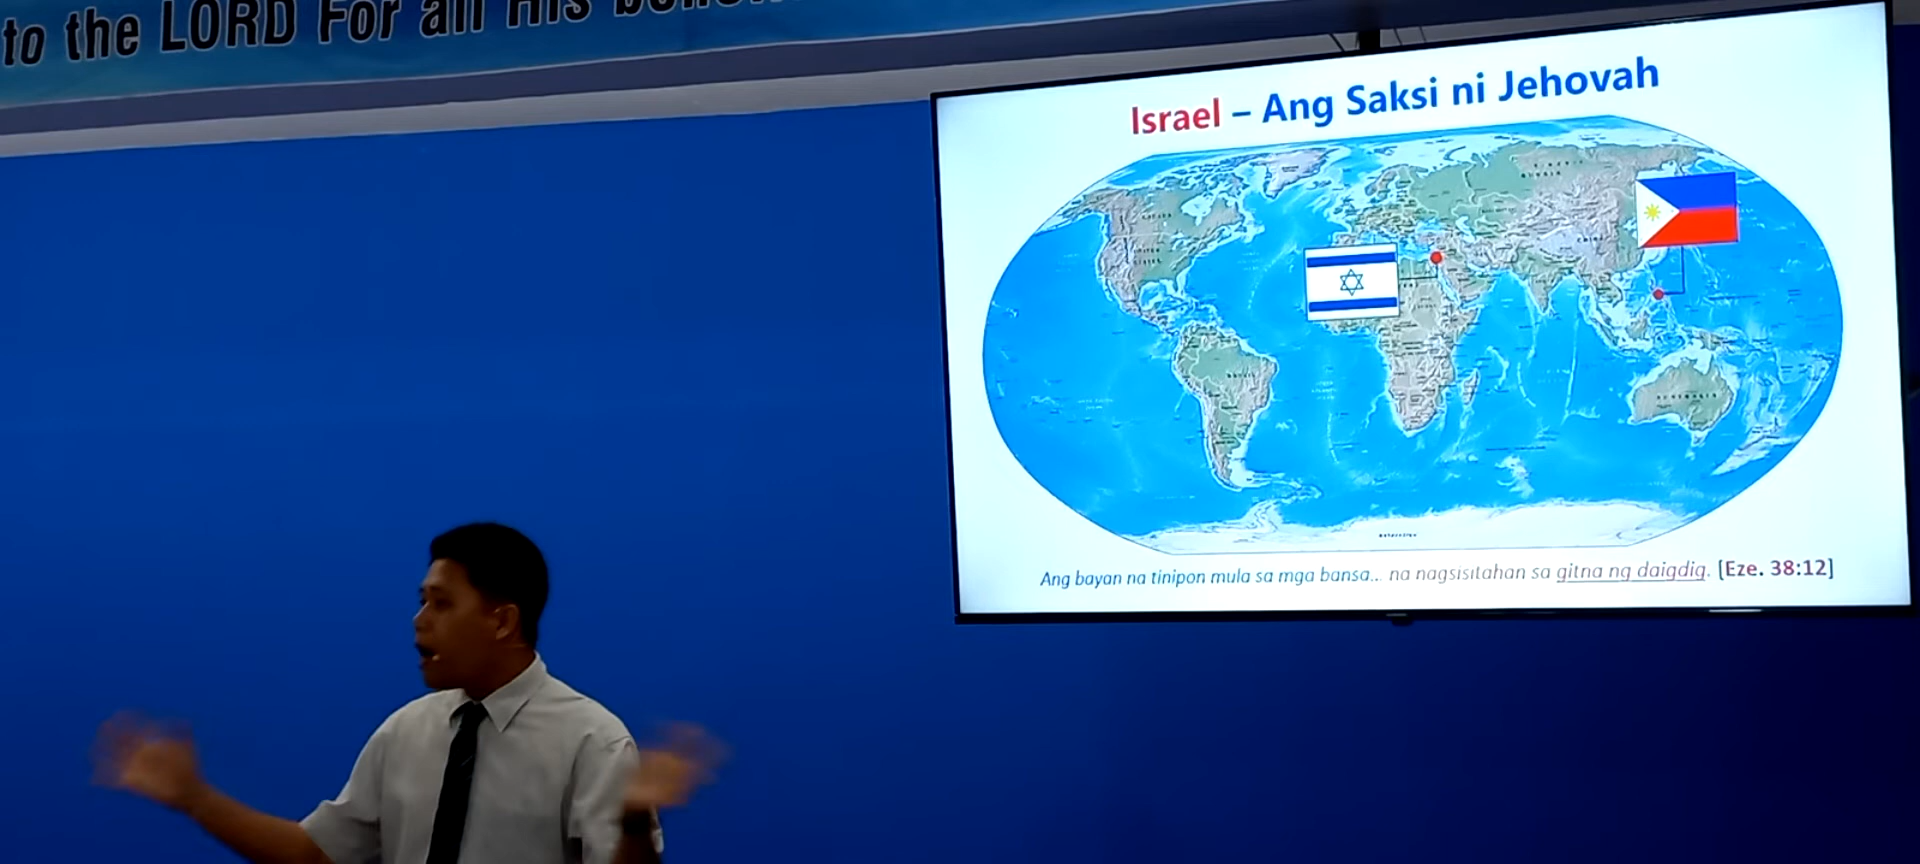 to the LORD For all His
Israel – Ang Saksi ni Jehovah
Ang bayan na tinipon mula sa mga bansa... na nagsisitahan sa gitna ng daigdig. [Eze. 38:12]